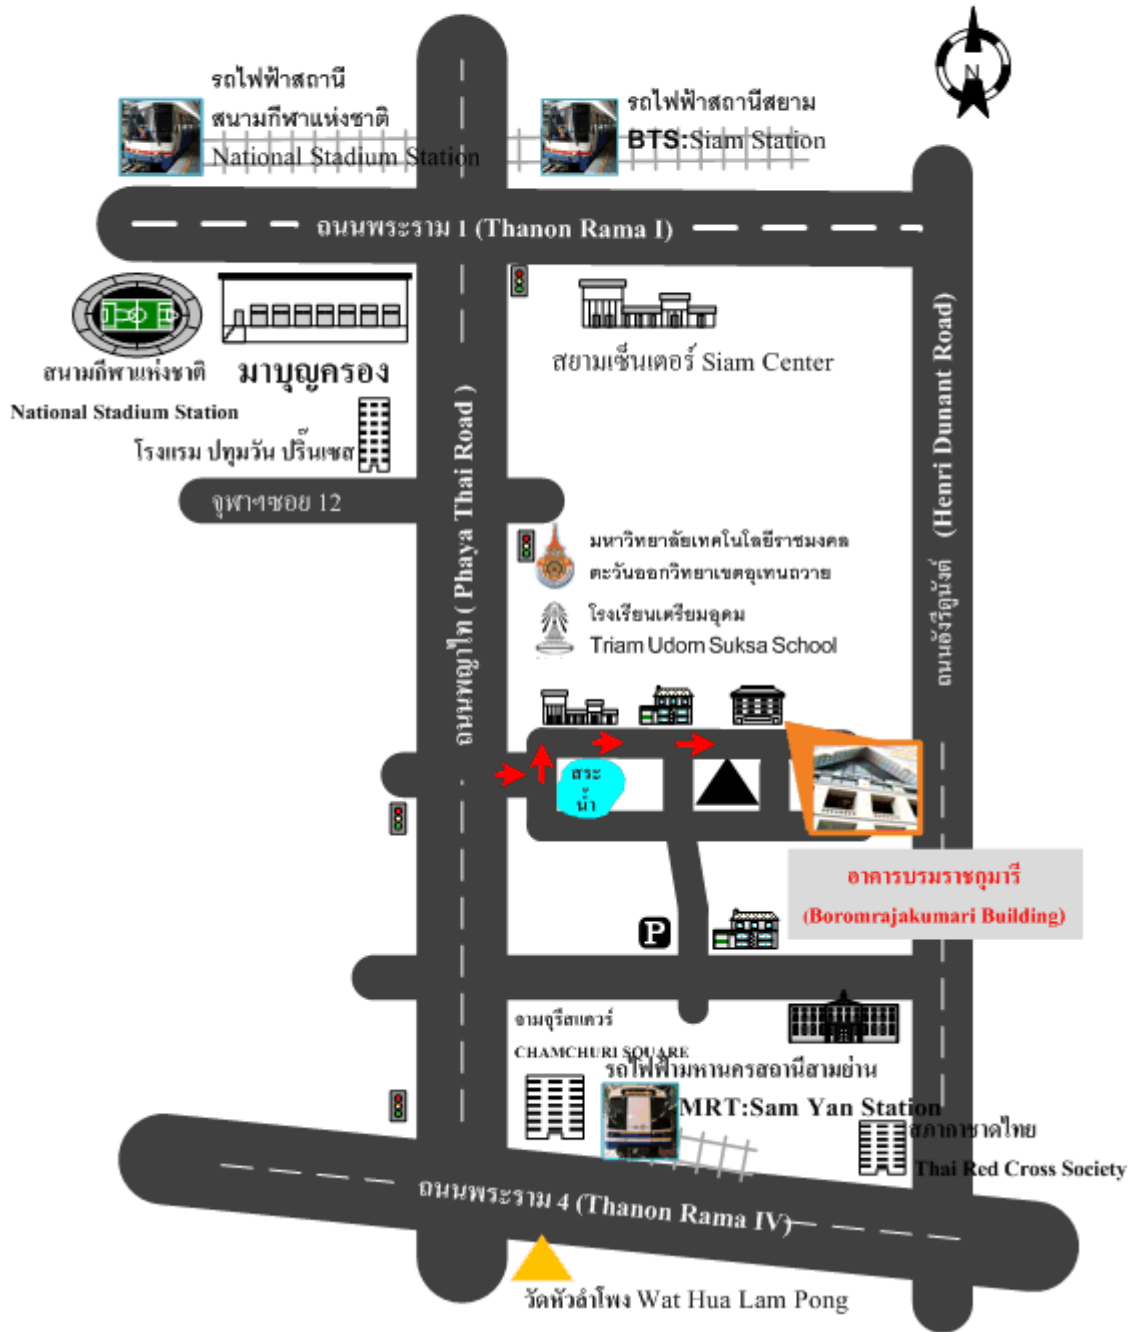 N
รถไฟฟ้าสถานี
สนามกีฬาแห่งชาติ
National Stadium Station
รถไฟฟ้าสถานีสยาม
BTS:Siam Station
ถนนพระราม 1 (Thanon Rama I)
สนามกีฬาแห่งชาติ
National Stadium Station
มาบุญครอง
สยามเซ็นเตอร์ Siam Center
โรงแรม ปทุมวัน ปริ๊นเซส
จุฬาฯซอย 12
ถนนพญาไท ( Phaya Thai Road )
ถนนอังรีดูนังต์ (Henri Dunant Road)
มหาวิทยาลัยเทคโนโลยีราชมงคล
ตะวันออกวิทยาเขตอุเทนถวาย
โรงเรียนเตรียมอุดม
Triam Udom Suksa School
สระ
น้ำ
อาคารบรมราชกุมารี
(Boromrajakumari Building)
P
จามจุรีสแควร์
CHAMCHURI SQUARE
รถไฟฟ้ามหานครสถานีสามย่าน
MRT:Sam Yan Station
สภากาชาดไทย
Thai Red Cross Society
ถนนพระราม 4 (Thanon Rama IV)
วัดหัวลำโพง Wat Hua Lam Pong